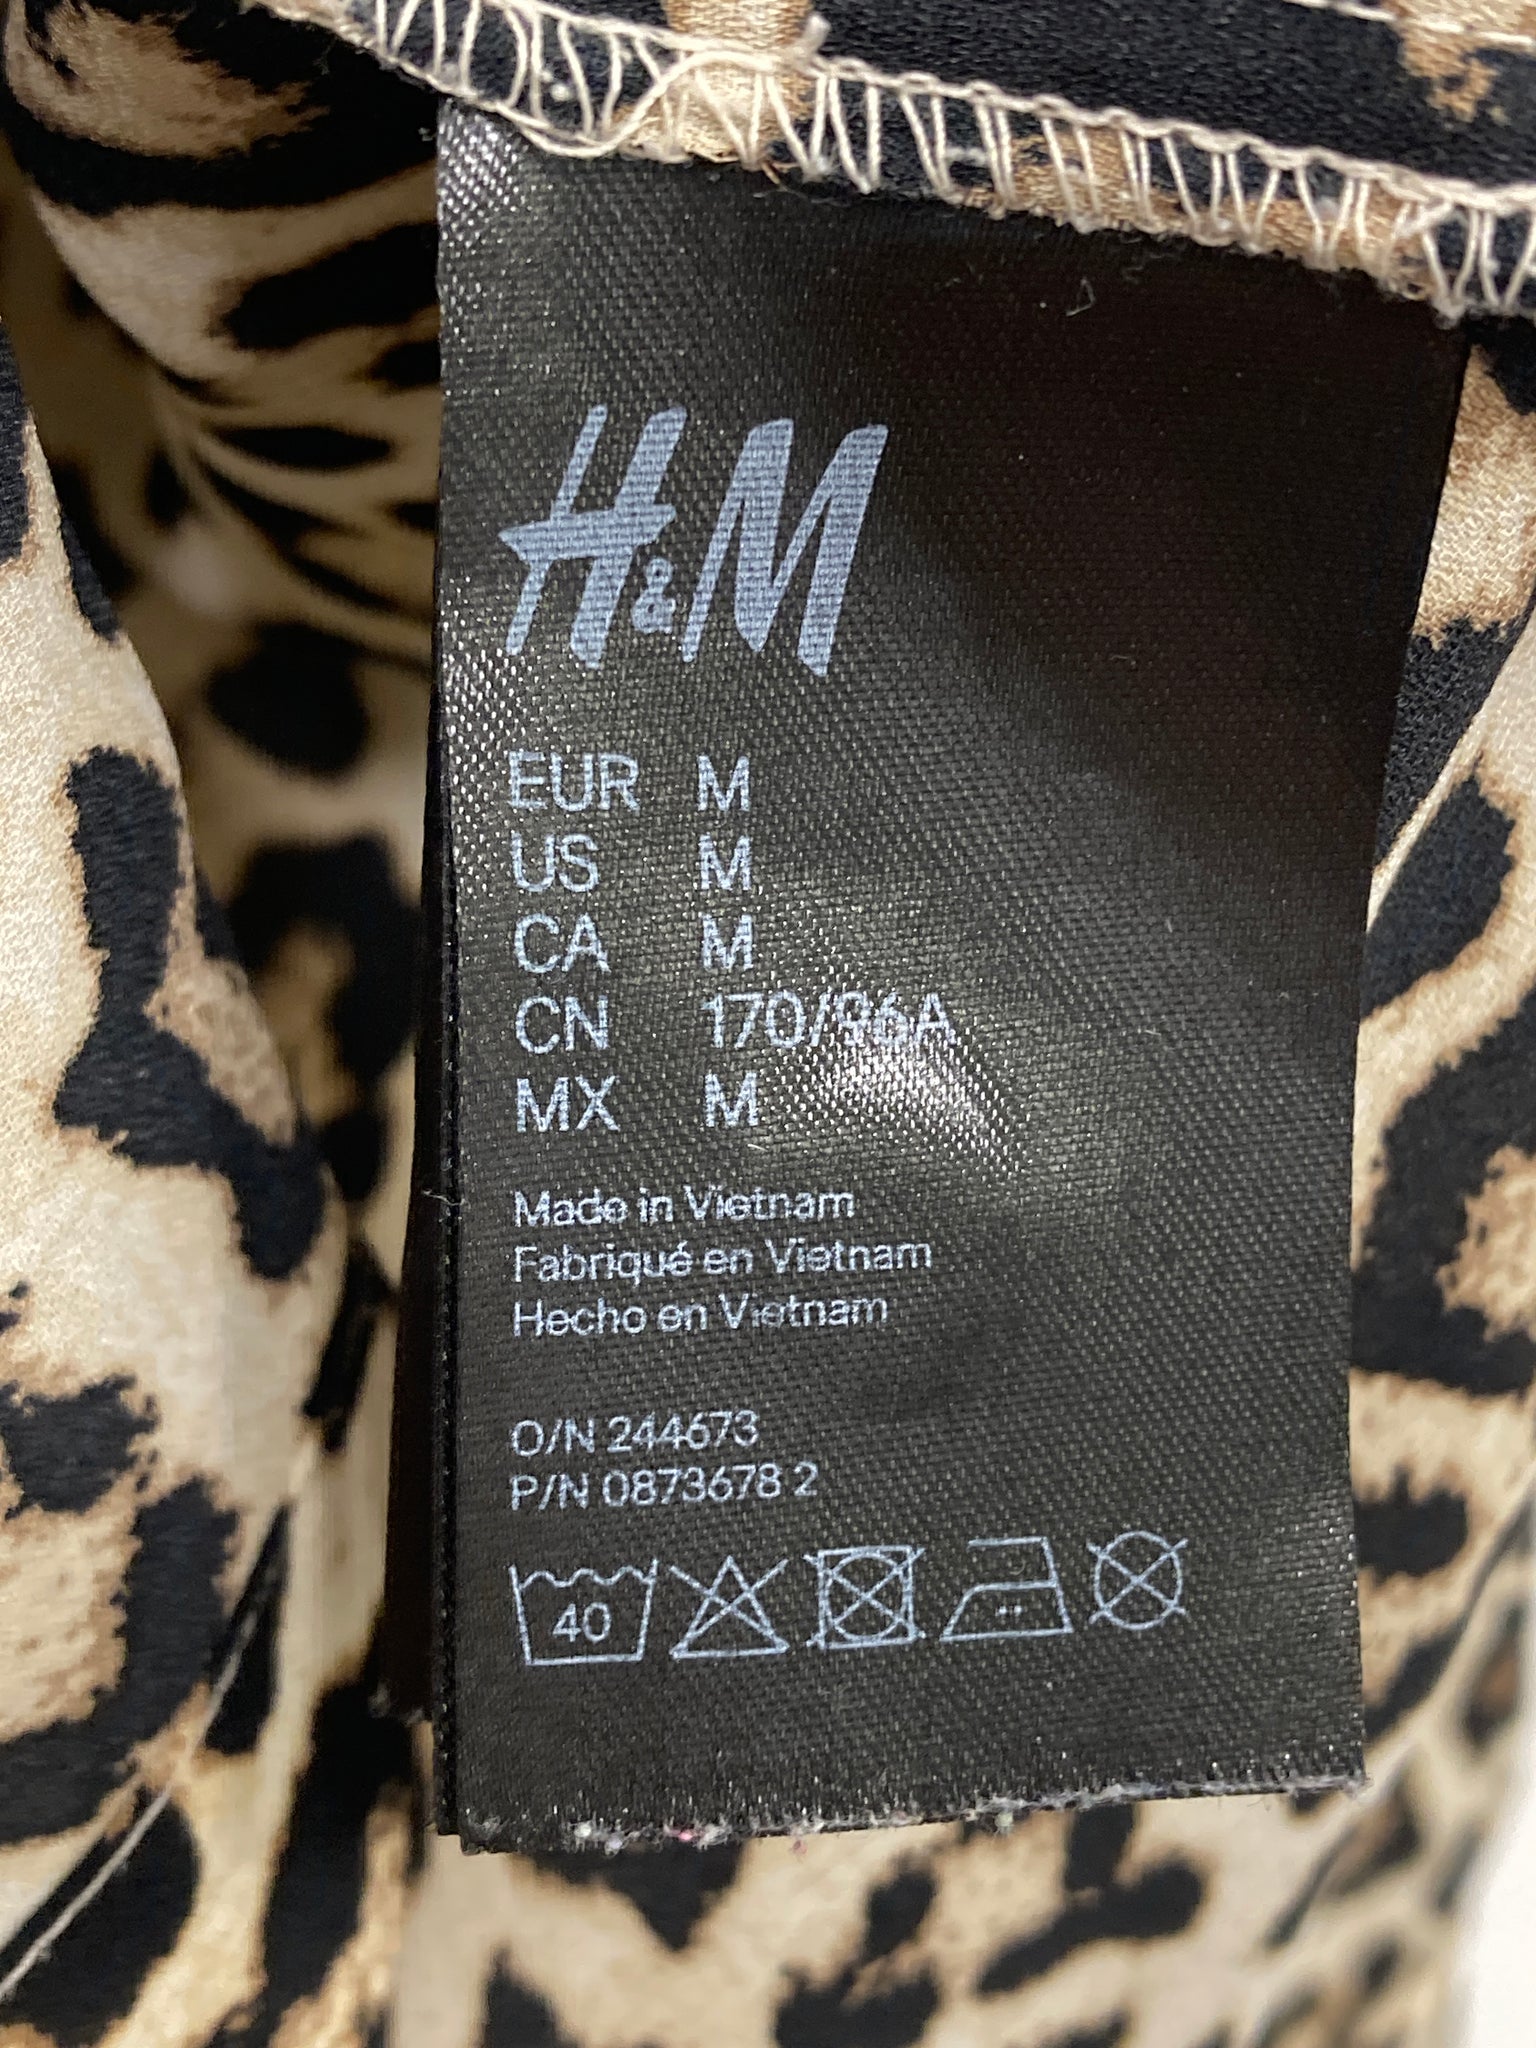 H&M
EUR M
US M
CA M
CN 170/96A
MX M
Made in Vietnam
Fabriqué en Vietnam
Hecho en Vietnam
O/N 244673
P/N 0873678 2
40